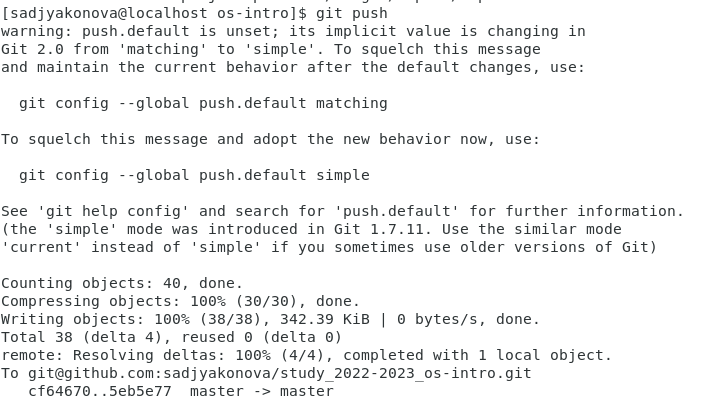 [sadjyakonova@localhost os-intro]$ git push
warning: push.default is unset; its implicit value is changing in
Git 2.0 from 'matching' to 'simple'. To squelch this message
and maintain the current behavior after the default changes, use:

  git config --global push.default matching

To squelch this message and adopt the new behavior now, use:

  git config --global push.default simple

See 'git help config' and search for 'push.default' for further information.
(the 'simple' mode was introduced in Git 1.7.11. Use the similar mode
'current' instead of 'simple' if you sometimes use older versions of Git)

Counting objects: 40, done.
Compressing objects: 100% (30/30), done.
Writing objects: 100% (38/38), 342.39 KiB | 0 bytes/s, done.
Total 38 (delta 4), reused 0 (delta 0)
remote: Resolving deltas: 100% (4/4), completed with 1 local object.
To git@github.com:sadjyakonova/study_2022-2023_os-intro.git
   cf64670..5eb5e77  master -> master